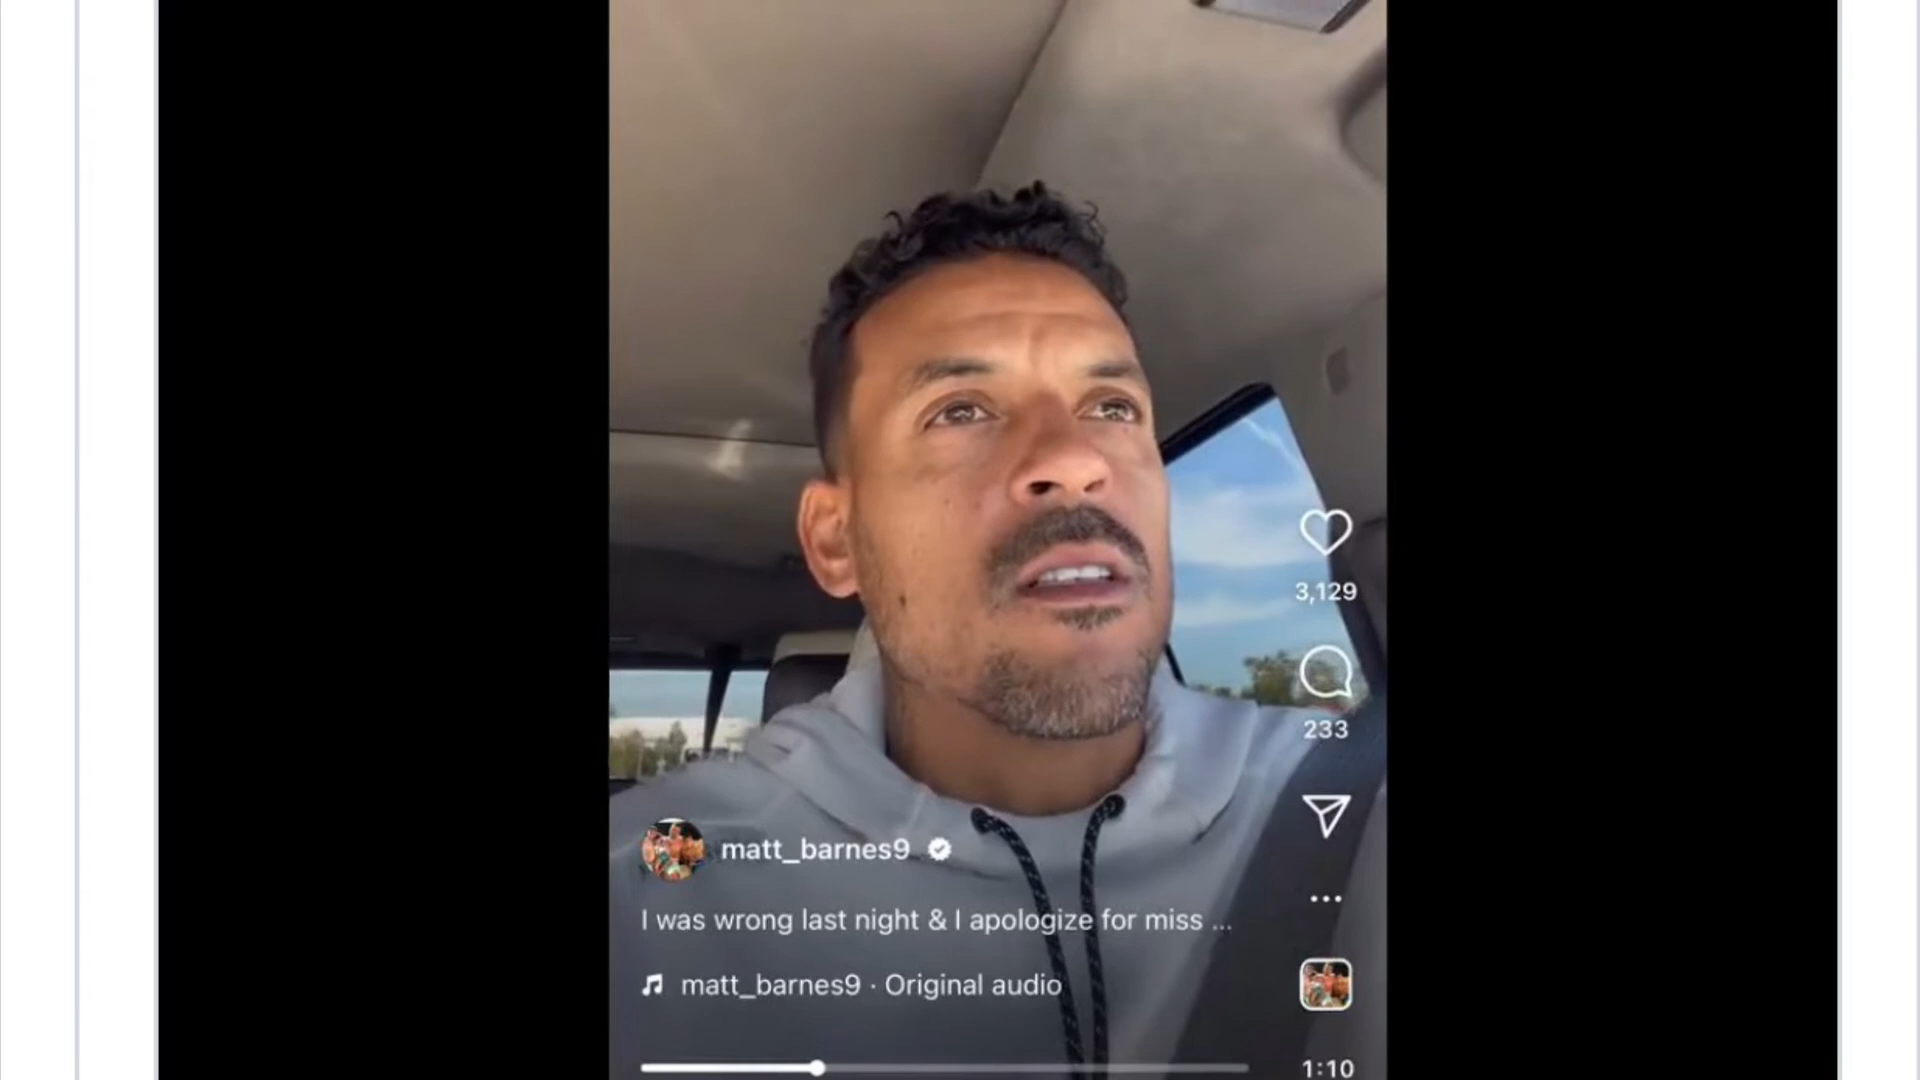 3,129
233
matt_barnes9
I was wrong last night & I apologize for miss ...
matt_barnes9 · Original audio
1:10